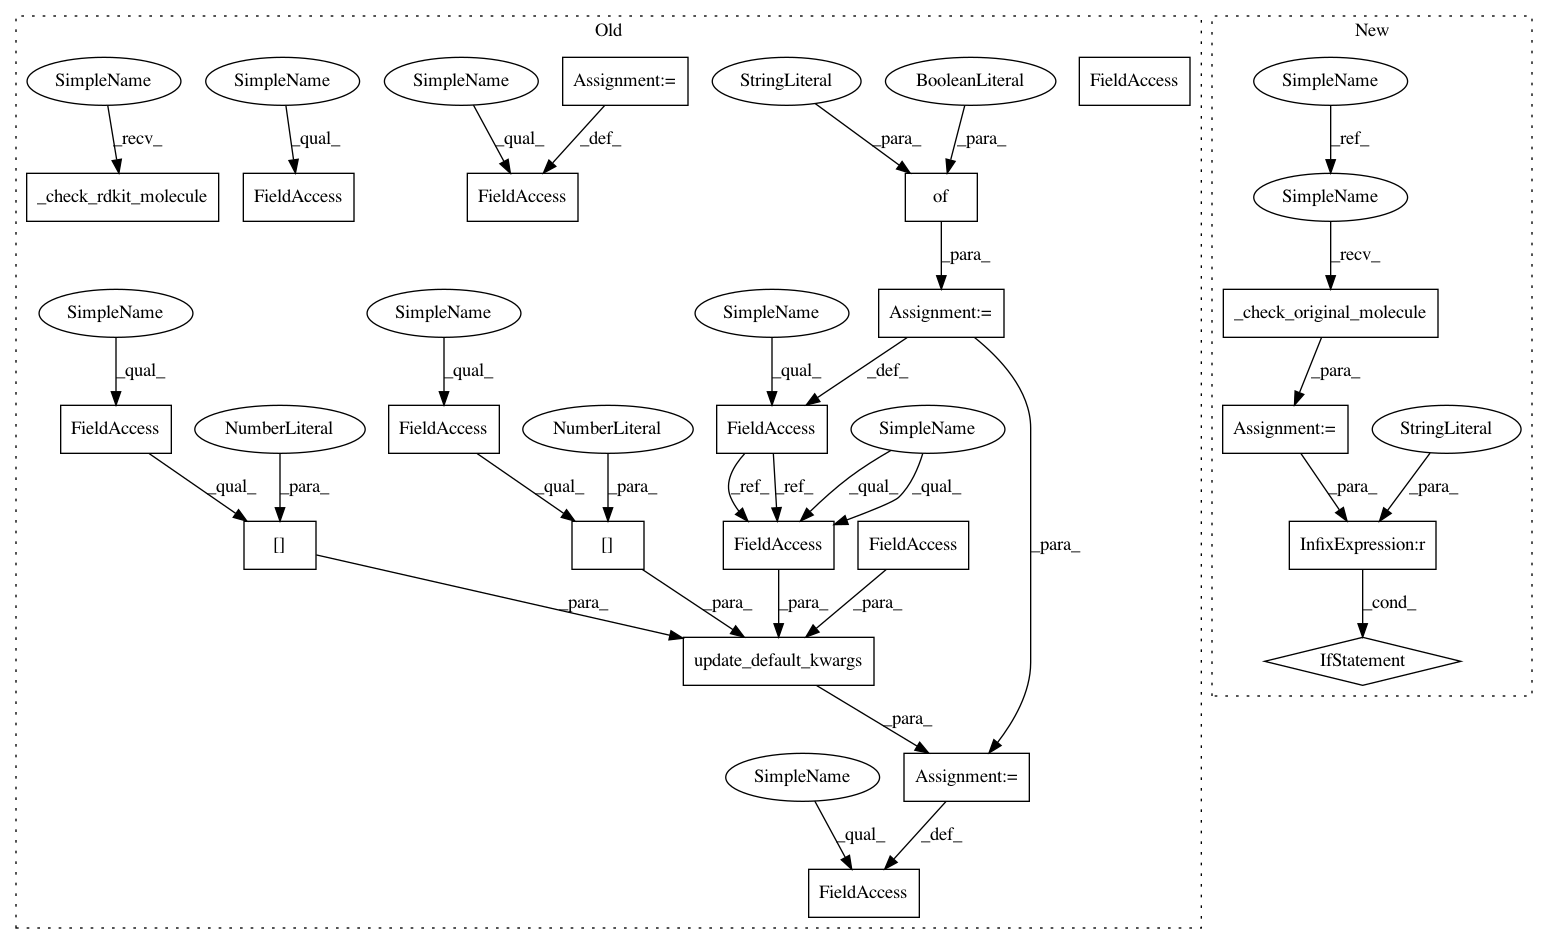 Old
New
SimpleName
SimpleName
SimpleName
Assignment:=
StringLiteral
BooleanLiteral
FieldAccess
SimpleName
_recv_
_qual_
_qual_
_def_
_para_
_para_
_ref_
_check_rdkit_molecule
FieldAccess
FieldAccess
of
SimpleName
_para_
_recv_
SimpleName
SimpleName
SimpleName
Assignment:=
_check_original_molecule
_qual_
_qual_
_qual_
_def_
_para_
FieldAccess
NumberLiteral
FieldAccess
NumberLiteral
FieldAccess
SimpleName
Assignment:=
StringLiteral
_qual_
_para_
_qual_
_para_
_ref_
_ref_
_qual_
_qual_
_para_
_para_
[]
[]
FieldAccess
FieldAccess
_para_
InfixExpression:r
_para_
_para_
_para_
_para_
_cond_
update_default_kwargs
IfStatement
_para_
SimpleName
Assignment:=
_qual_
_def_
FieldAccess